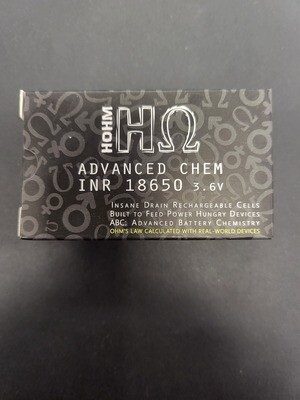 HOHM
HΩ
ADVANCED CHEM
INR 18650 3.6V
INSANE DRAIN RECHARGEABLE CELLS
BUILT TO FEED POWER HUNGRY DEVICES
ABC: ADVANCED BATTERY CHEMISTRY
OHM'S LAW CALCULATED WITH REAL-WORLD DEVICES